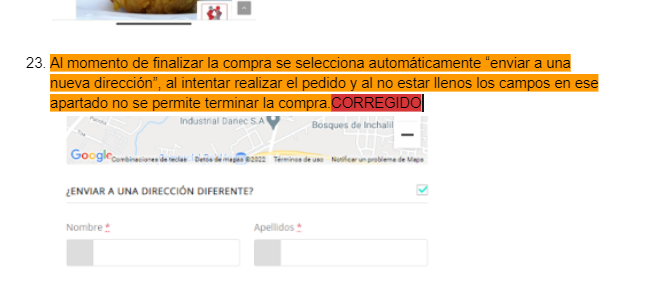 23. Al momento de finalizar la compra se selecciona automáticamente “enviar a una
nueva dirección”, al intentar realizar el pedido y al no estar llenos los campos en ese
apartado no se permite terminar la compra.CORREGIDO
Industrial Danec S.A
Bosques de Inchalil
Google Combinaciones de teclas Datos de mapas ©2022 Términos de uso Notificar un problema de Maps
¿ENVIAR A UNA DIRECCIÓN DIFERENTE?
Nombre * Apellidos *